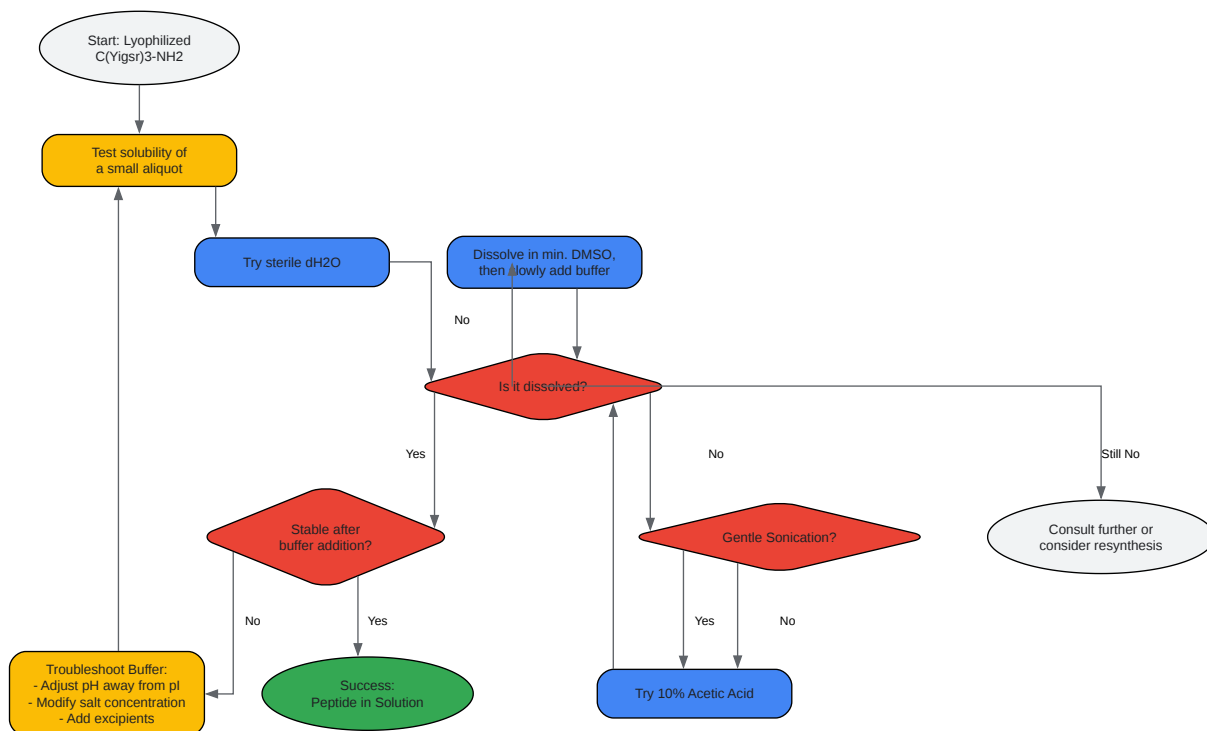 Start: Lyophilized
C(Yigsr)3-NH2
Test solubility of
a small aliquot
Try sterile dH2O
Dissolve in min. DMSO,
then slowly add buffer
No
Is it dissolved?
Yes
No
Still No
Stable after
buffer addition?
Gentle Sonication?
Consult further or
consider resynthesis
No
Yes
Yes
No
Troubleshoot Buffer:
- Adjust pH away from pI
- Modify salt concentration
- Add excipients
Success:
Peptide in Solution
Try 10% Acetic Acid